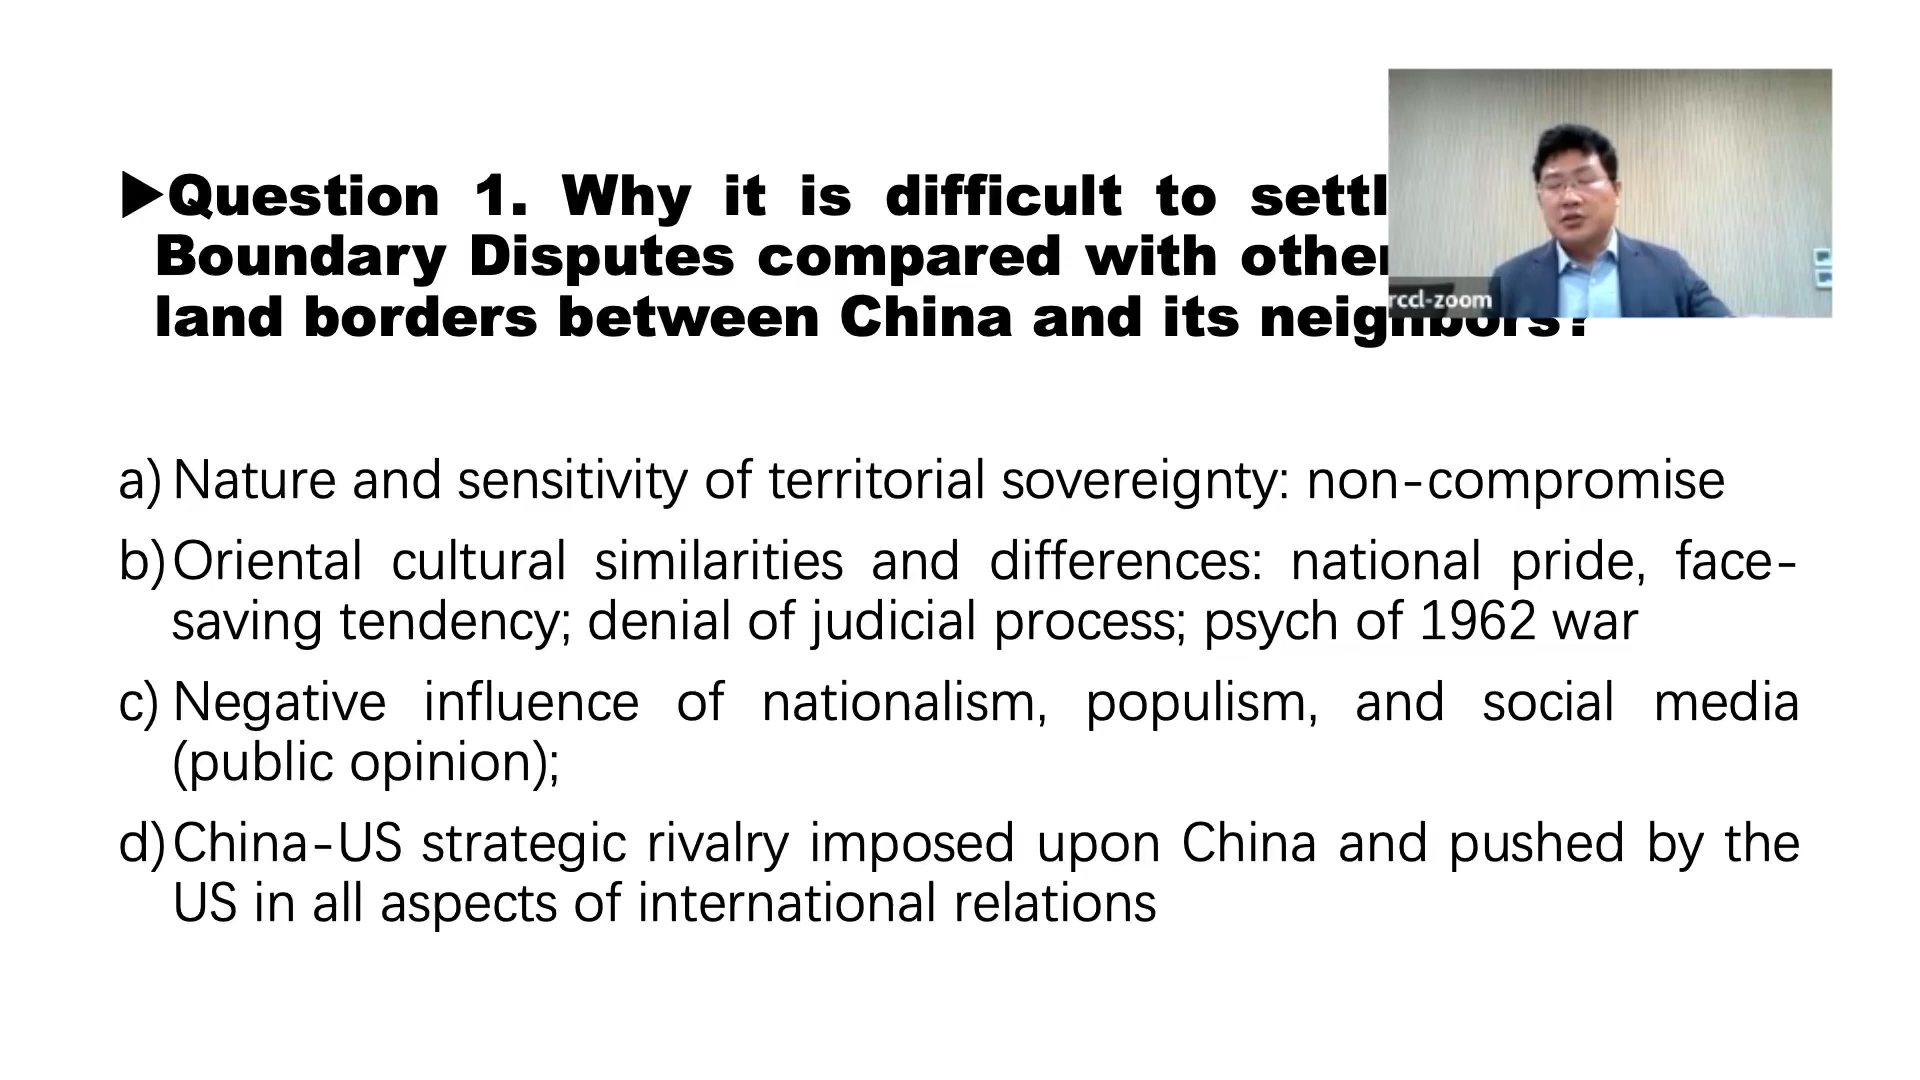 ▶Question 1. Why it is difficult to settl
Boundary Disputes compared with other
land borders between China and its neighbors?
rccl-zoom
a) Nature and sensitivity of territorial sovereignty: non-compromise
b) Oriental cultural similarities and differences: national pride, face-
saving tendency; denial of judicial process; psych of 1962 war
c) Negative influence of nationalism, populism, and social media
(public opinion);
d) China-US strategic rivalry imposed upon China and pushed by the
US in all aspects of international relations